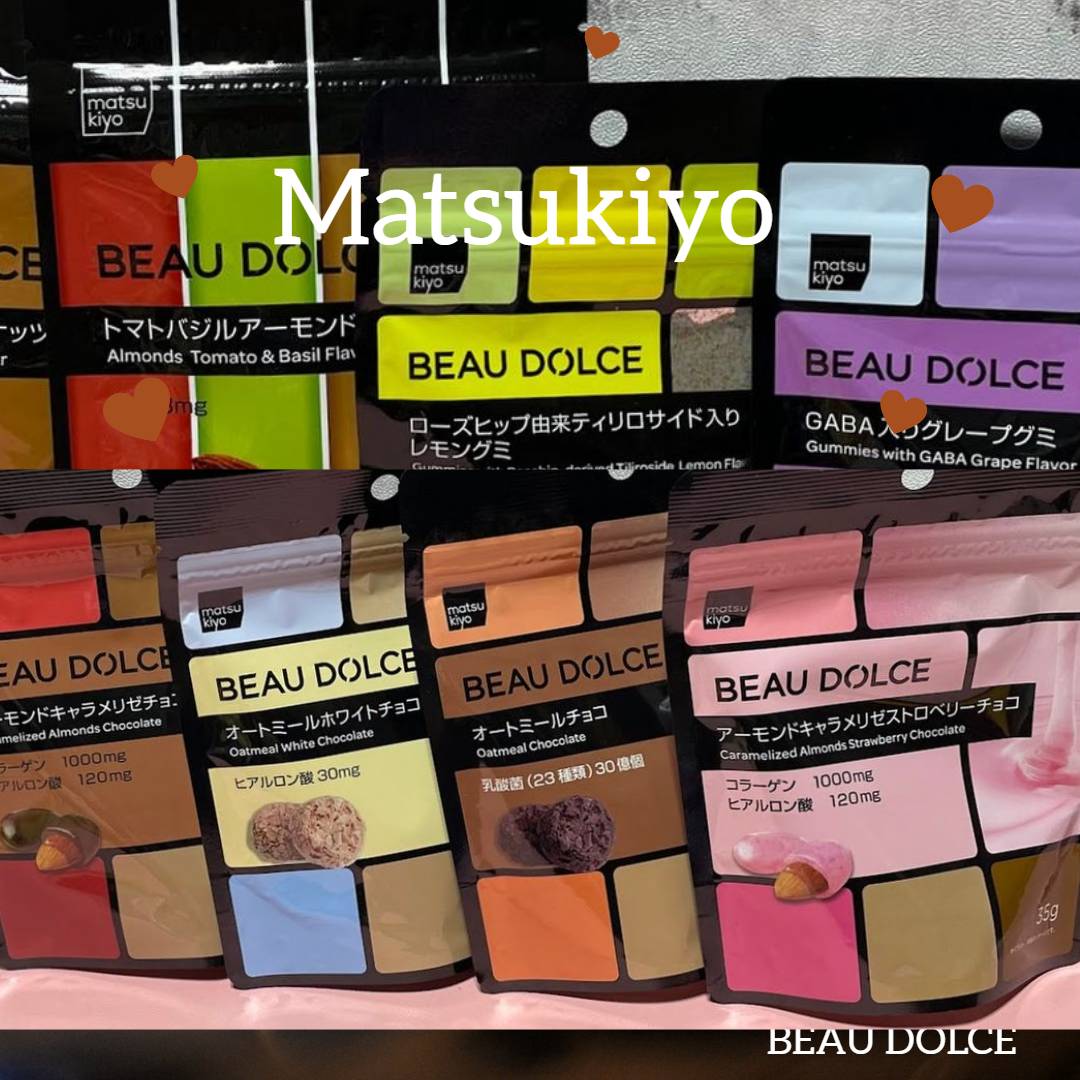 matsu
kiyo
Matsukiyo
BEAU DOLC
トマトバジルアーモンド
Almonds Tomato & Basil Flav
matsu
kiyo
BEAU DOLCE
ローズヒップ由来ティリロサイド入り
レモングミ
matsu
kiyo
BEAU DOLCE
GABA入りグレープグミ
Gummies with GABA Grape Flavor
EAU DOLCE
ーモンドキャラメリゼチョコ
melized Almonds Chocolate
ラーゲン 1000mg
アルロン酸 120mg
matsu
kiyo
BEAU DOLCE
オートミールホワイトチョコ
Oatmeal White Chocolate
ヒアルロン酸 30mg
matsu
kiyo
BEAU DOLCE
オートミールチョコ
Oatmeal Chocolate
乳酸菌(23種類)30億個
matsu
kiyo
BEAU DOLCE
アーモンドキャラメリゼストロベリーチョコ
Caramelized Almonds Strawberry Chocolate
コラーゲン 1000mg
ヒアルロン酸 120mg
35g
BEAU DOLCE